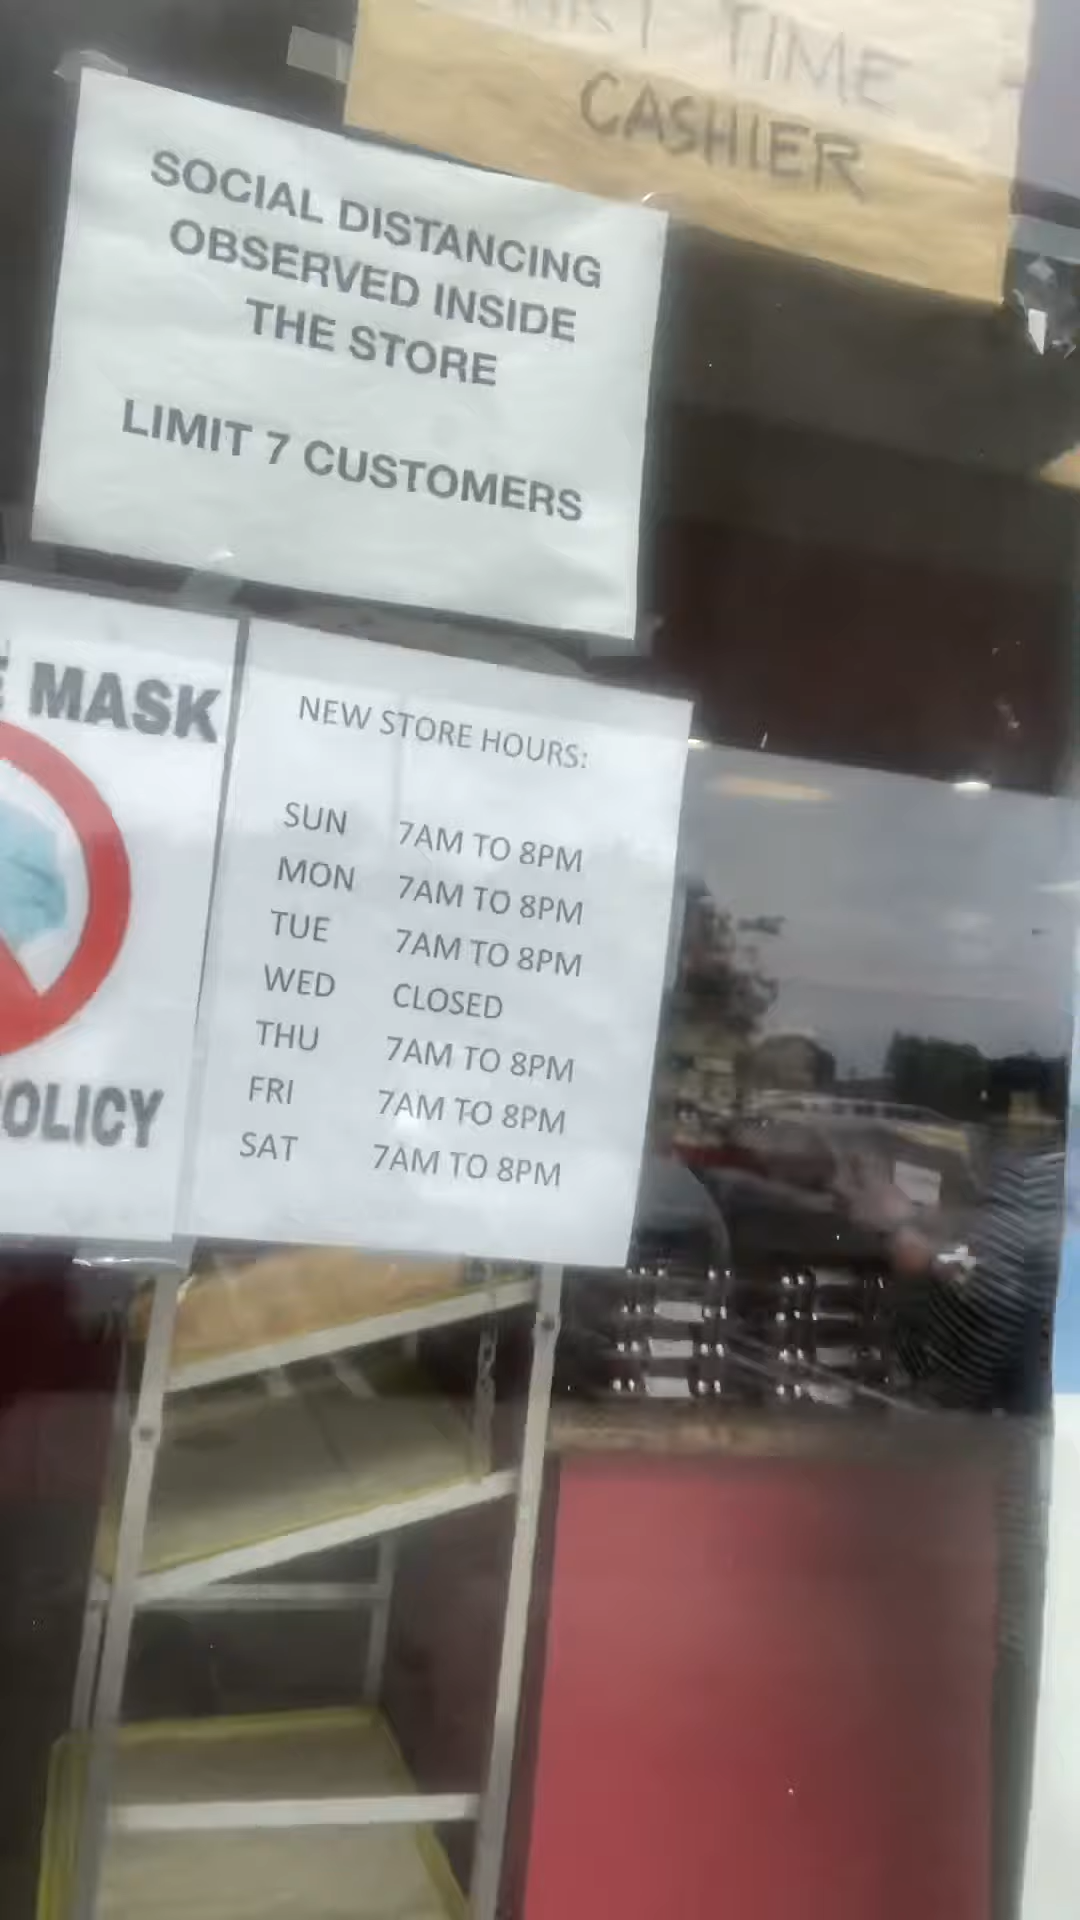 TIME
CASHIER
SOCIAL DISTANCING
OBSERVED INSIDE
THE STORE
LIMIT 7 CUSTOMERS
MASK
NEW STORE HOURS:
SUN 7AM TO 8PM
MON 7AM TO 8PM
TUE 7AM TO 8PM
WED CLOSED
THU 7AM TO 8PM
FRI 7AM TO 8PM
SAT 7AM TO 8PM
OLICY